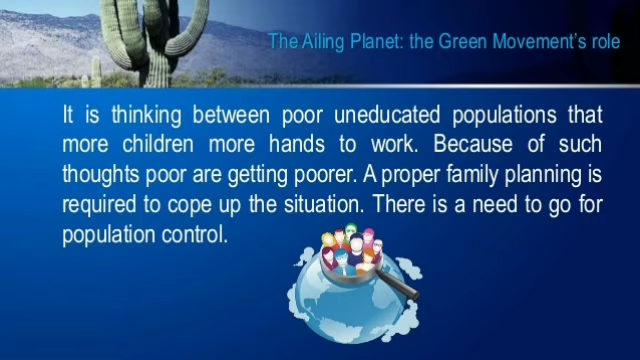 The Ailing Planet: the Green Movement's role
It is thinking between poor uneducated populations that
more children more hands to work. Because of such
thoughts poor are getting poorer. A proper family planning is
required to cope up the situation. There is a need to go for
population control.